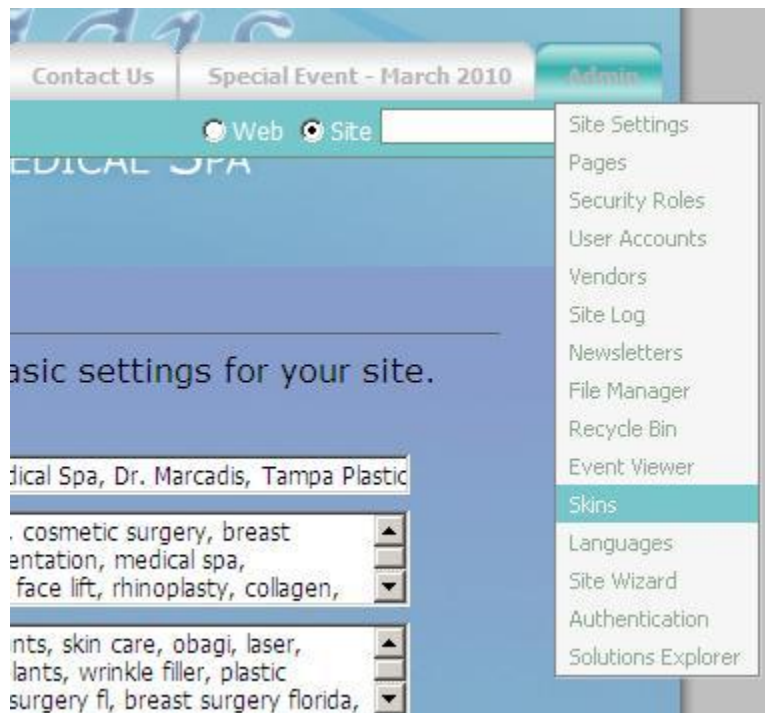 Contact Us Special Event - March 2010 Admin
Web Site
EDICAL SPA
Site Settings
Pages
Security Roles
User Accounts
Vendors
Site Log
Newsletters
File Manager
Recycle Bin
Event Viewer
Skins
Languages
Site Wizard
Authentication
Solutions Explorer
asic settings for your site.
dical Spa, Dr. Marcadis, Tampa Plastic
, cosmetic surgery, breast
entation, medical spa,
face lift, rhinoplasty, collagen,
nts, skin care, obagi, laser,
lants, wrinkle filler, plastic
surgery fl, breast surgery florida,